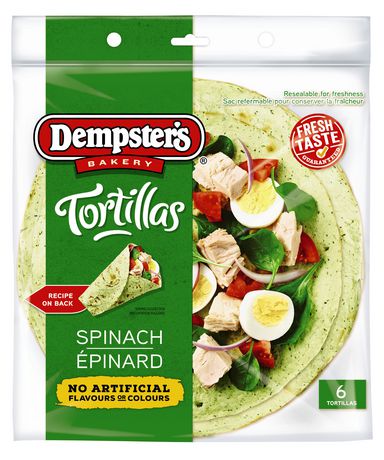 Resealable for freshness
Sac refermable pour conserver la fraîcheur
Dempster's
BAKERY
®
FRESH
TASTE
GUARANTEED
Tortillas
RECIPE
ON BACK
SPINACH
ÉPINARD
NO ARTIFICIAL
FLAVOURS OR COLOURS
6
TORTILLAS